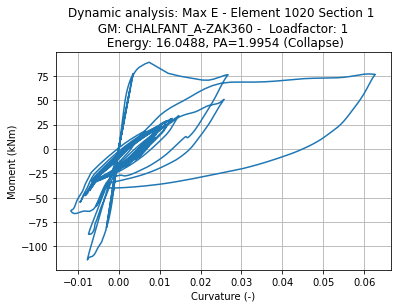 Dynamic analysis: Max E - Element 1020 Section 1
GM: CHALFANT_A-ZAK360 - Loadfactor: 1
Energy: 16.0488, PA=1.9954 (Collapse)
Moment (kNm)
75
50
25
0
−25
−50
−75
−100
−0.01 0.00 0.01 0.02 0.03 0.04 0.05 0.06
Curvature (-)